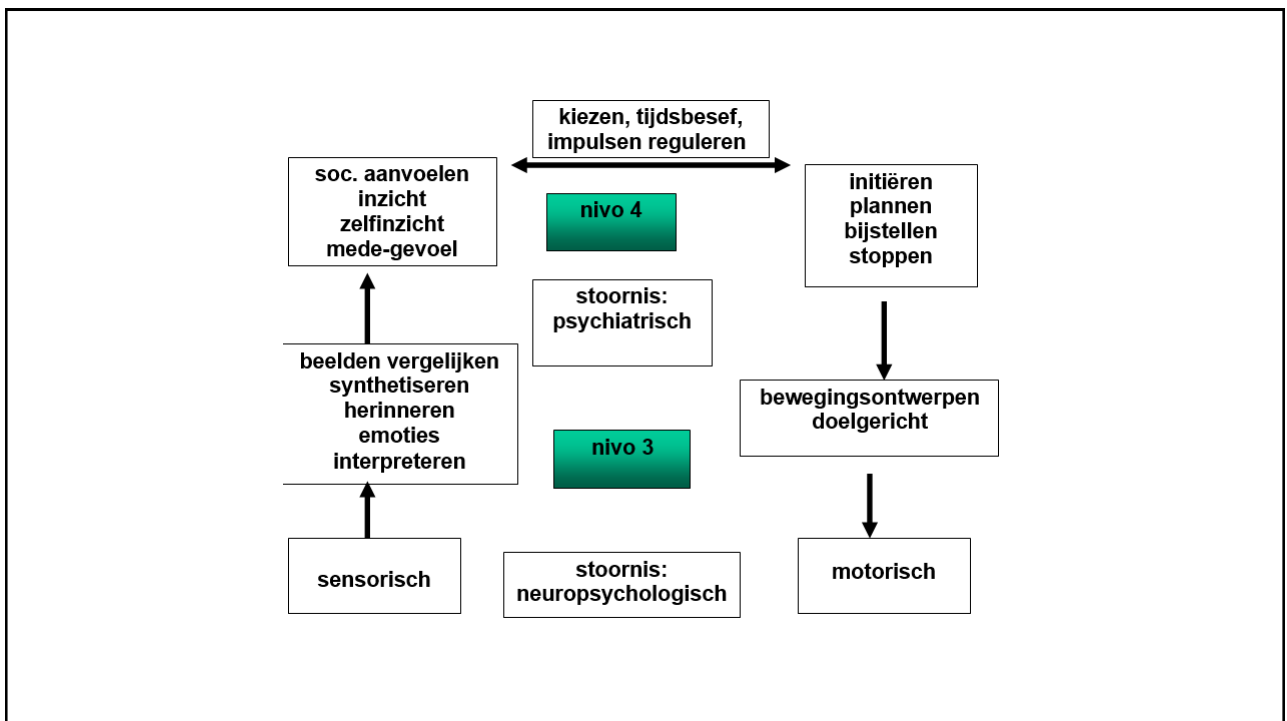 kiezen, tijdsbesef,
impulsen reguleren
soc. aanvoelen
inzicht
zelfinzicht
mede-gevoel
nivo 4
initiëren
plannen
bijstellen
stoppen
stoornis:
psychiatrisch
beelden vergelijken
synthetiseren
herinneren
emoties
interpreteren
nivo 3
bewegingsontwerpen
doelgericht
sensorisch
stoornis:
neuropsychologisch
motorisch